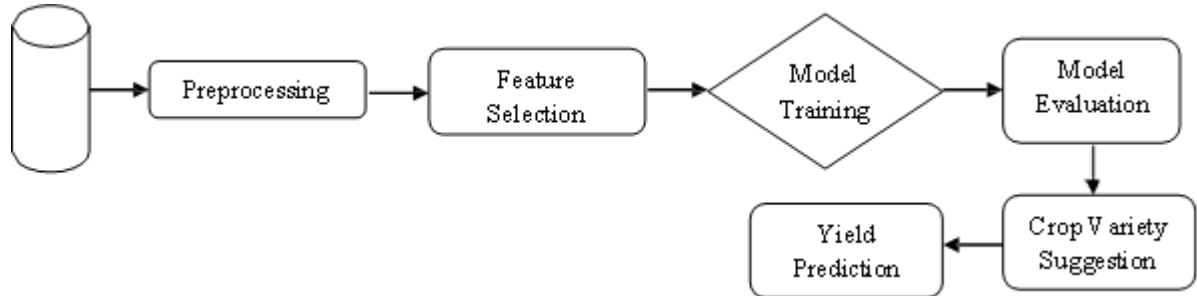 Preprocessing
Feature
Selection
Model
Training
Model
Evaluation
Crop Variety
Suggestion
Yield
Prediction